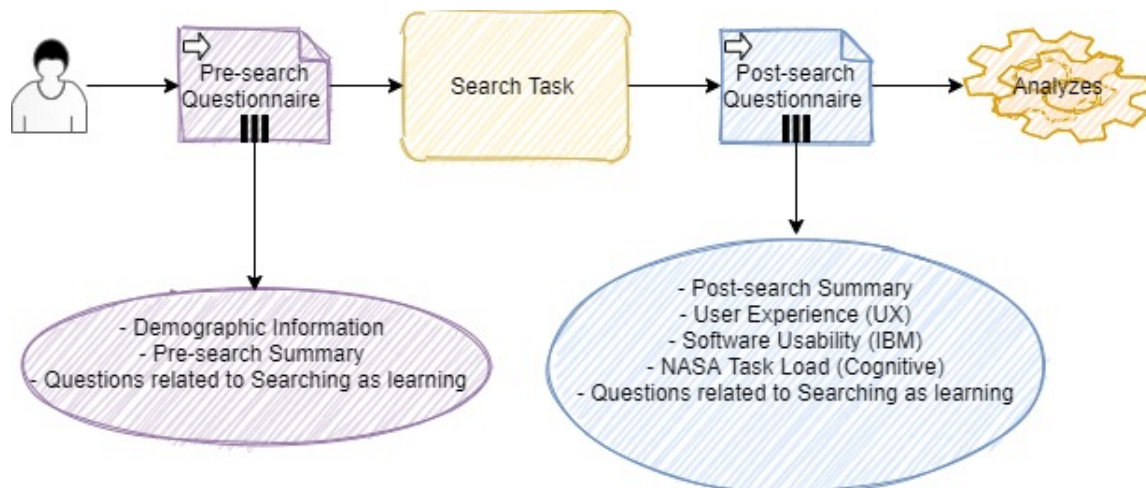 Pre-search
Questionnaire
Search Task
Post-search
Questionnaire
Analyzes
- Demographic Information
- Pre-search Summary
- Questions related to Searching as learning
- Post-search Summary
- User Experience (UX)
- Software Usability (IBM)
- NASA Task Load (Cognitive)
- Questions related to Searching as learning